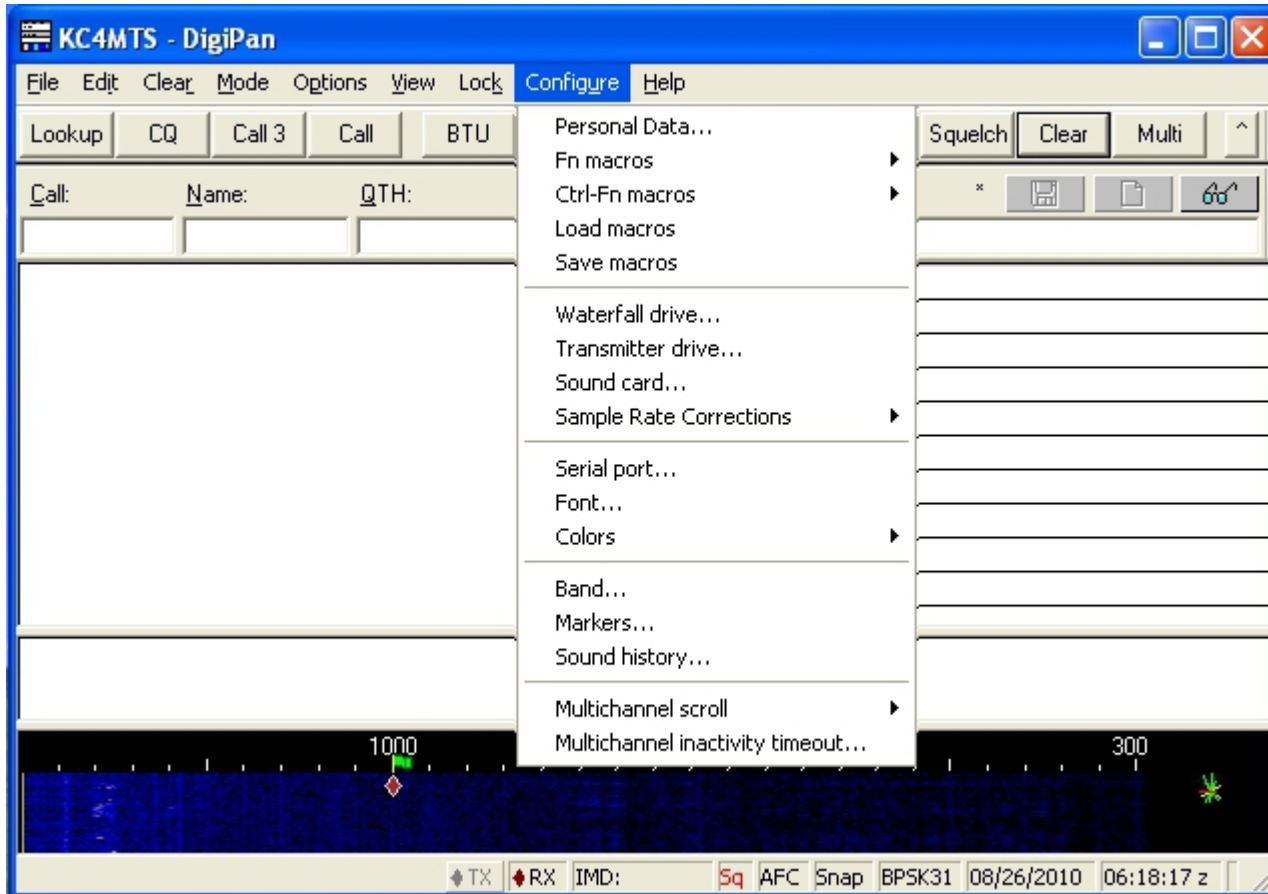 KC4MTS - DigiPan
File Edit Clear Mode Options View Lock Configure Help
Lookup CQ Call 3 Call BTU Squelch Clear Multi ^
Call: Name: QTH: *
Personal Data...
Fn macros
Ctrl-Fn macros
Load macros
Save macros
Waterfall drive...
Transmitter drive...
Sound card...
Sample Rate Corrections
Serial port...
Font...
Colors
Band...
Markers...
Sound history...
Multichannel scroll
Multichannel inactivity timeout...
1000 300
TX RX IMD: Sq AFC Snap BPSK31 08/26/2010 06:18:17 z